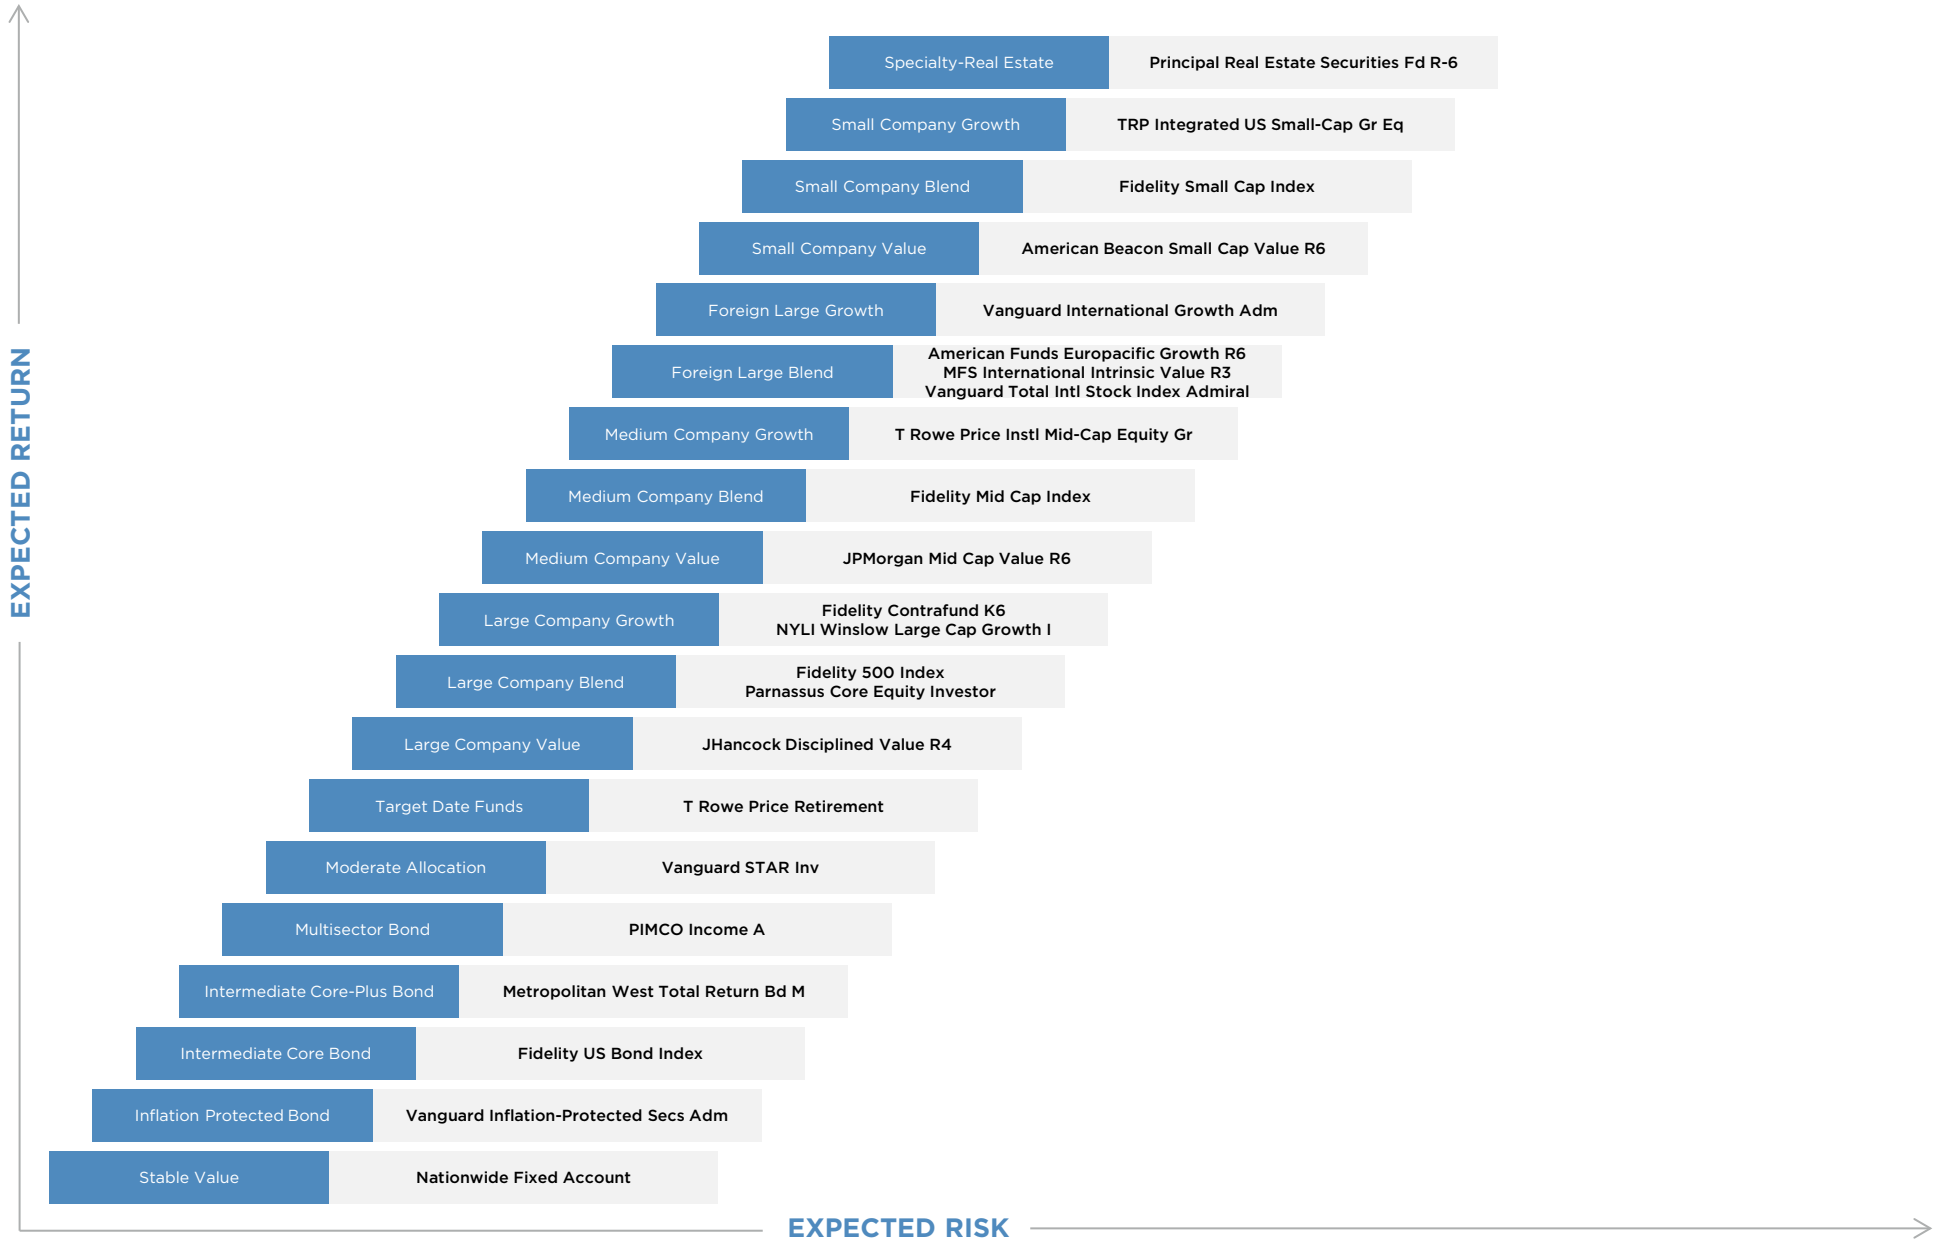 Specialty-Real Estate
Principal Real Estate Securities Fd R-6
Small Company Growth
TRP Integrated US Small-Cap Gr Eq
Small Company Blend
Fidelity Small Cap Index
Small Company Value
American Beacon Small Cap Value R6
Foreign Large Growth
Vanguard International Growth Adm
Foreign Large Blend
American Funds Europacific Growth R6
MFS International Intrinsic Value R3
Vanguard Total Intl Stock Index Admiral
Medium Company Growth
T Rowe Price Instl Mid-Cap Equity Gr
Medium Company Blend
Fidelity Mid Cap Index
Medium Company Value
JPMorgan Mid Cap Value R6
Large Company Growth
Fidelity Contrafund K6
NYLI Winslow Large Cap Growth I
Large Company Blend
Fidelity 500 Index
Parnassus Core Equity Investor
Large Company Value
JHancock Disciplined Value R4
Target Date Funds
T Rowe Price Retirement
Moderate Allocation
Vanguard STAR Inv
Multisector Bond
PIMCO Income A
Intermediate Core-Plus Bond
Metropolitan West Total Return Bd M
Intermediate Core Bond
Fidelity US Bond Index
Inflation Protected Bond
Vanguard Inflation-Protected Secs Adm
Stable Value
Nationwide Fixed Account
EXPECTED RETURN
EXPECTED RISK